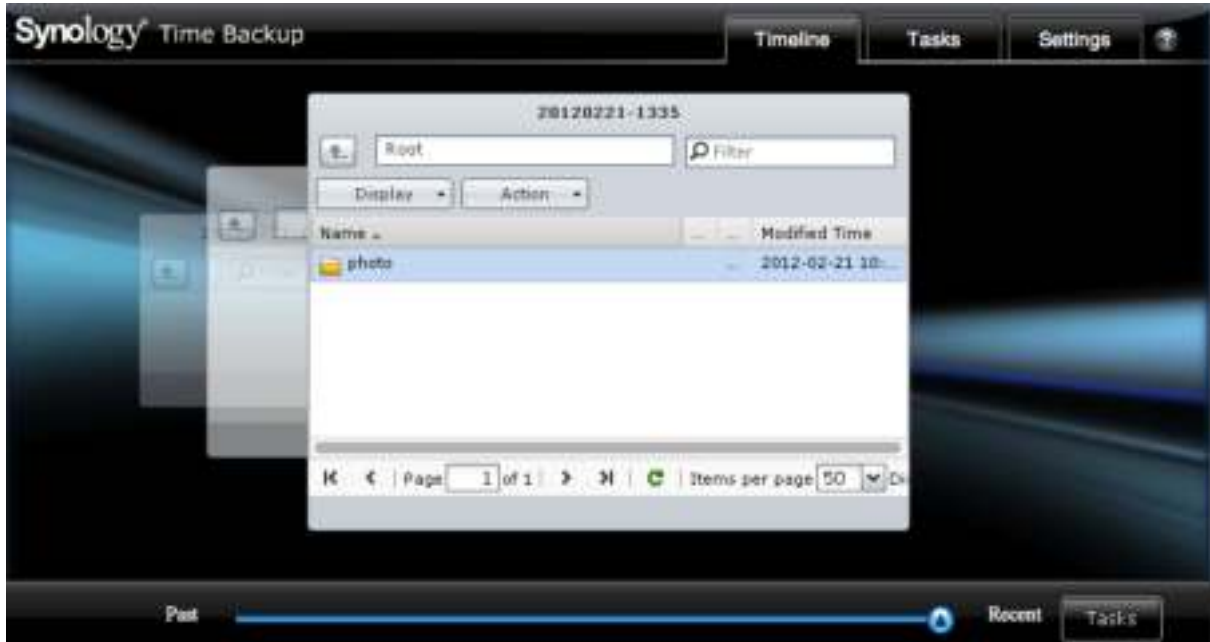 Synology Time Backup
Timeline Tasks Settings ?
20120221-1335
Root Filter
Display Action
Name ... ... Modified Time
photo ... 2012-02-21 10:...
Page 1 of 1 Items per page 50 Di
Past Recent Tasks